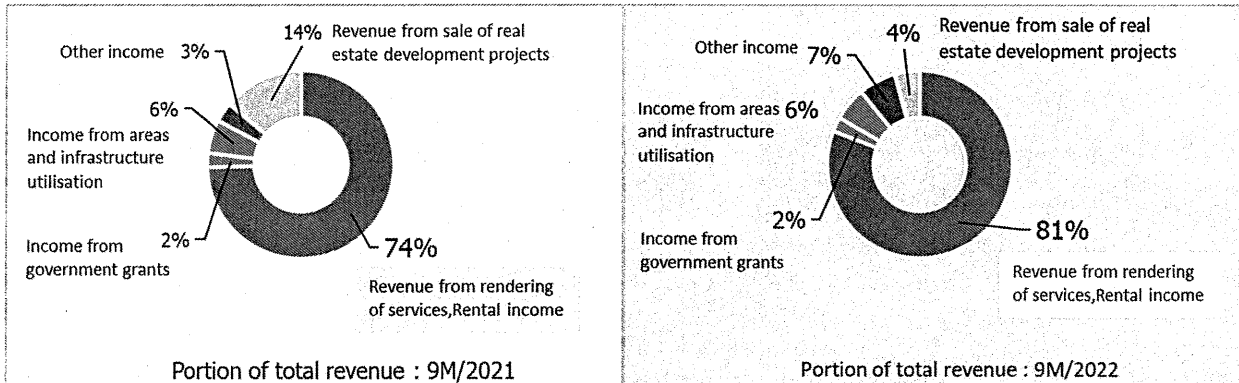 14%
Revenue from sale of real
estate development projects
Other income
3%
6%
Income from areas
and infrastructure
utilisation
Income from
government grants
2%
74%
Revenue from rendering
of services,Rental income
Portion of total revenue : 9M/2021
4%
Revenue from sale of real
estate development projects
Other income
7%
Income from areas
and infrastructure
utilisation
6%
2%
Income from
government grants
81%
Revenue from rendering
of services,Rental income
Portion of total revenue : 9M/2022